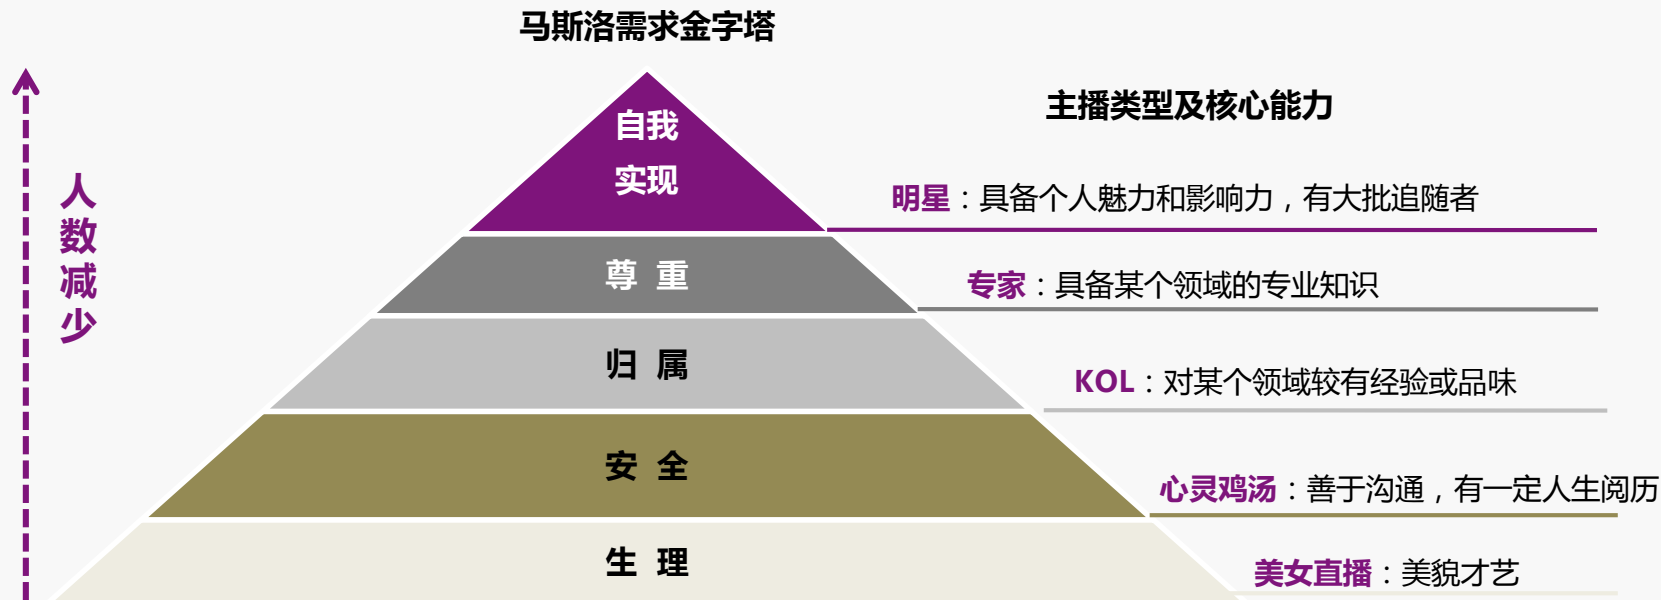 马斯洛需求金字塔
主播类型及核心能力
人数减少
自我
实现
明星：具备个人魅力和影响力，有大批追随者
尊 重
专家：具备某个领域的专业知识
归 属
KOL：对某个领域较有经验或品味
安 全
心灵鸡汤：善于沟通，有一定人生阅历
生 理
美女直播：美貌才艺